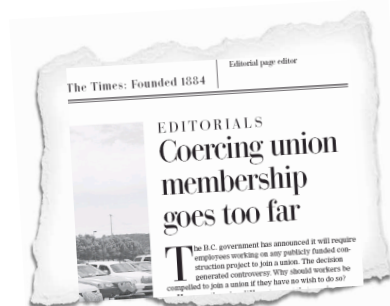 The Times: Founded 1884
Editorial page editor
EDITORIALS
Coercing union
membership
goes too far
The B.C. government has announced it will require
employees working on any publicly funded con-
struction project to join a union. The decision
generated controversy. Why should workers be
compelled to join a union if they have no wish to do so?